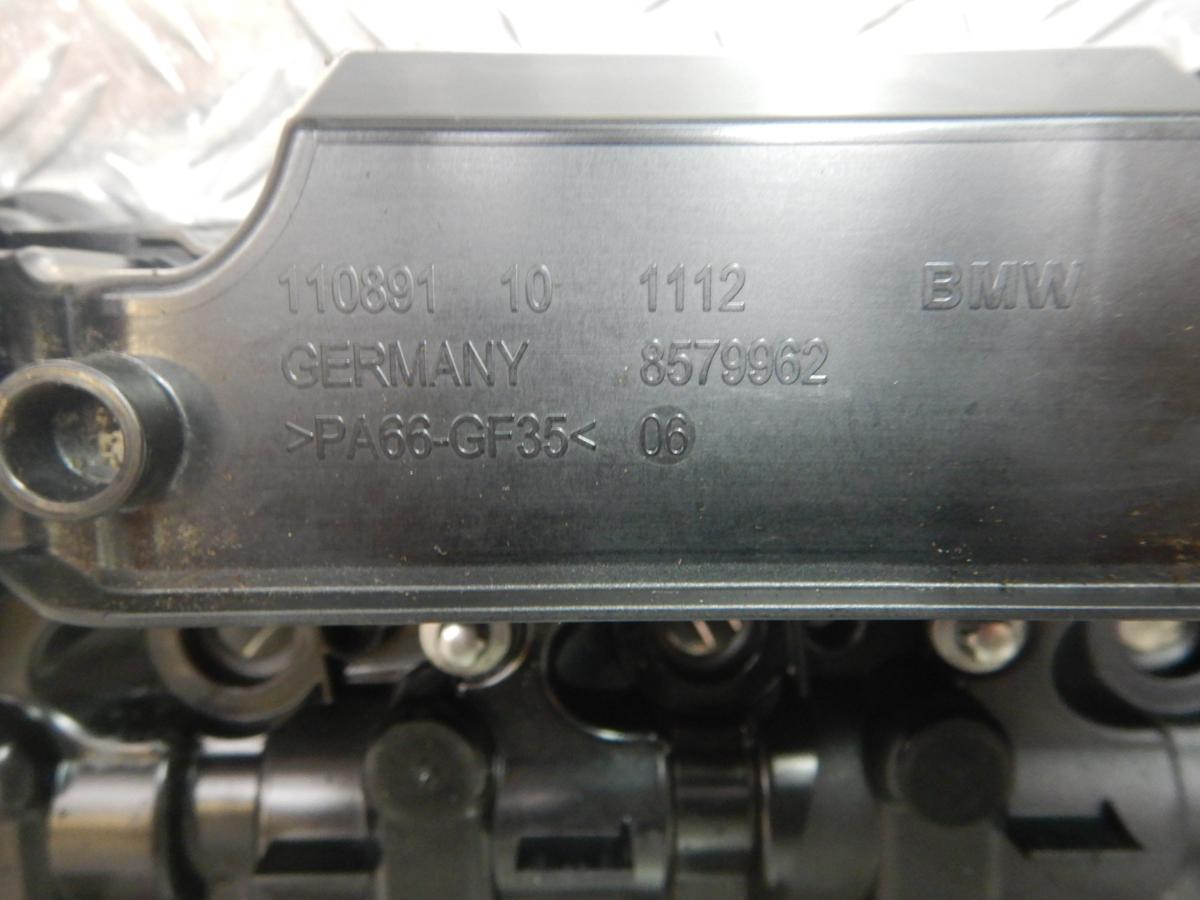 110891 10 1112 BMW
GERMANY 8579962
>PA66-GF35< 06